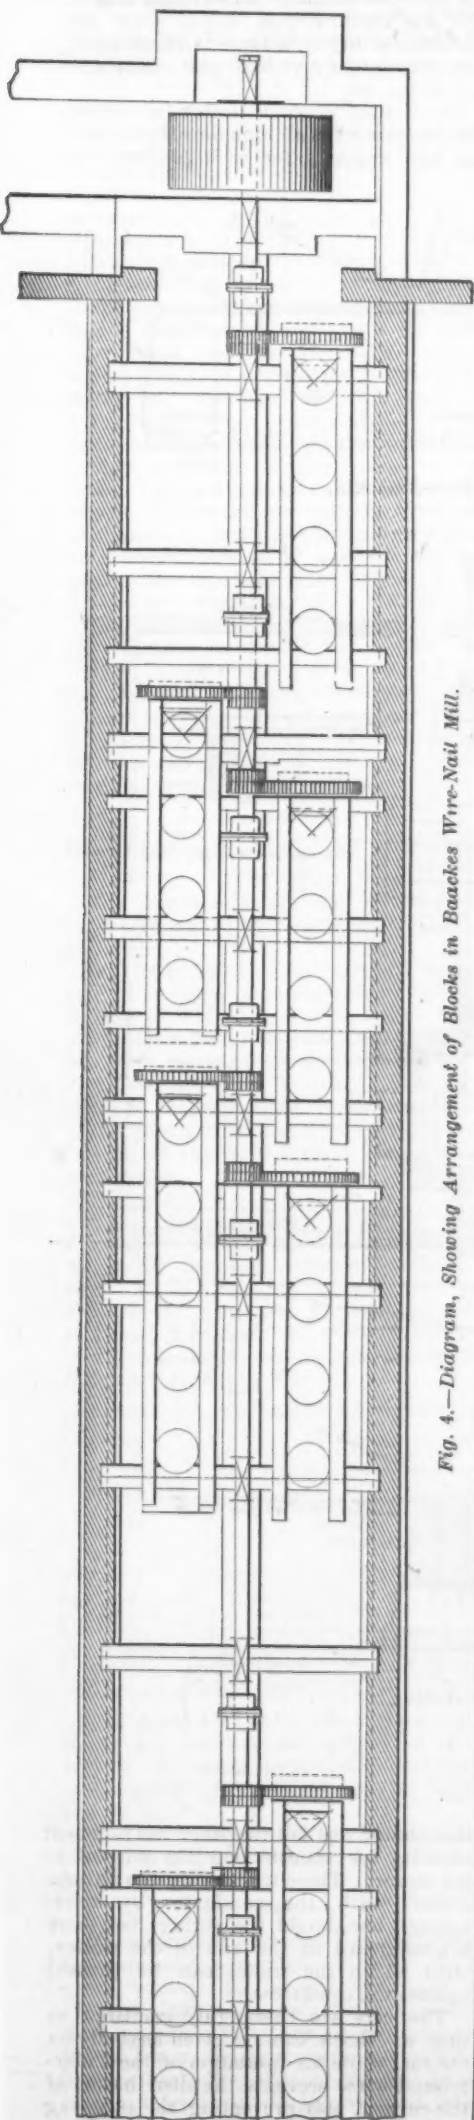 Fig. 4.—Diagram, Showing Arrangement of Blocks in Baackes Wire-Nail Mill.